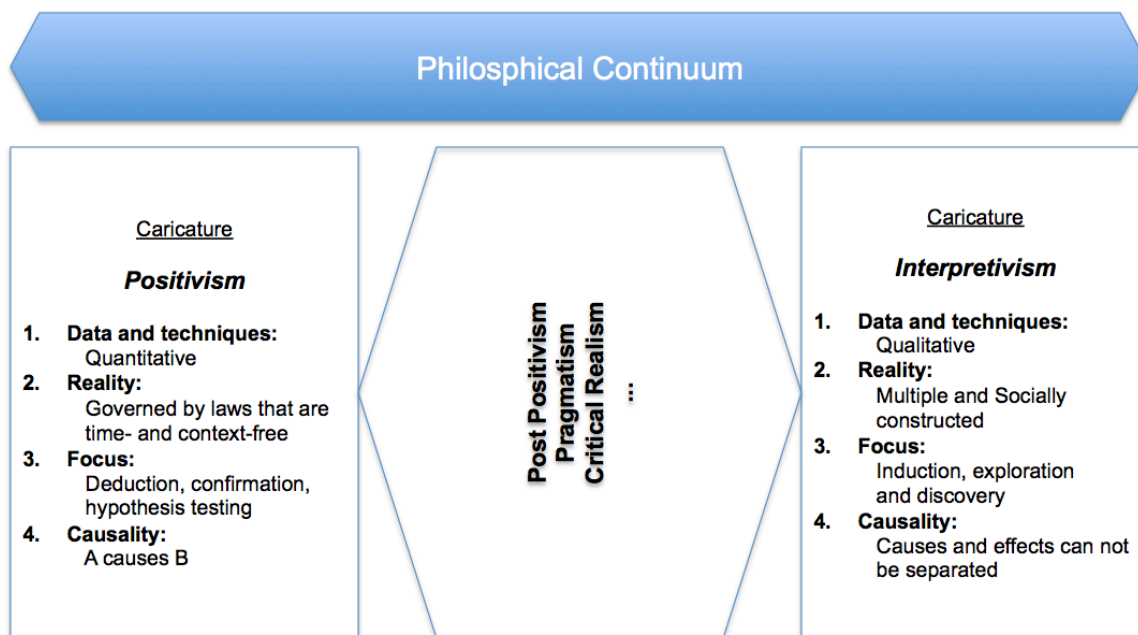 Philosphical Continuum
Caricature
Positivism
1. Data and techniques:
Quantitative
2. Reality:
Governed by laws that are
time- and context-free
3. Focus:
Deduction, confirmation,
hypothesis testing
4. Causality:
A causes B
Post Positivism
Pragmatism
Critical Realism
...
Caricature
Interpretivism
1. Data and techniques:
Qualitative
2. Reality:
Multiple and Socially
constructed
3. Focus:
Induction, exploration
and discovery
4. Causality:
Causes and effects can not
be separated